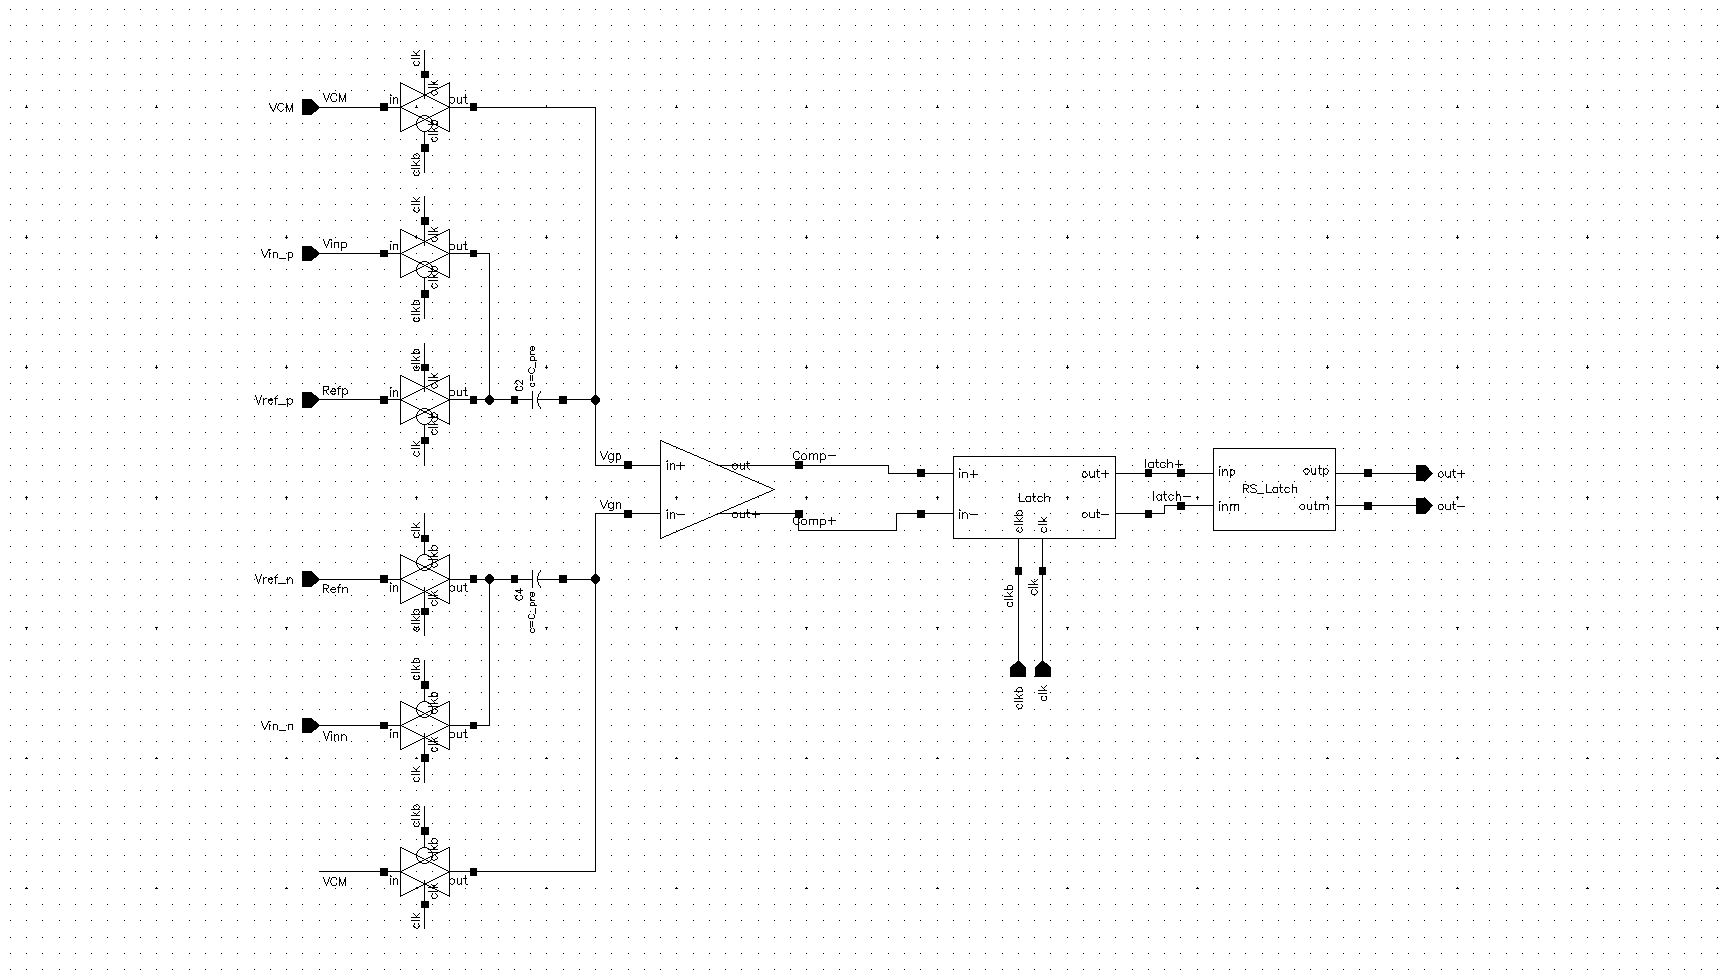 clk
VCM VCM in clk out
clkb
clkb
clk
Vin_p Vinp in clk out
clkb
clkb
clkb
Vref_p Refp in clk out
clkb
clk
C2
c=C_pre
Vgp in+ out Comp-
Vgn in- out+ Comp+
in+ out+ latch+
Latch
in- out- latch-
clkb clk
inp outp out+
RS_Latch
inm outm out-
clkb clk
clkb clk
clk
clkb
Vref_n Refn in clk out
clkb
C4
c=C_pre
clkb
clkb
Vin_n Vinn in clk out
clk
clkb
clkb
VCM in clk out
clk